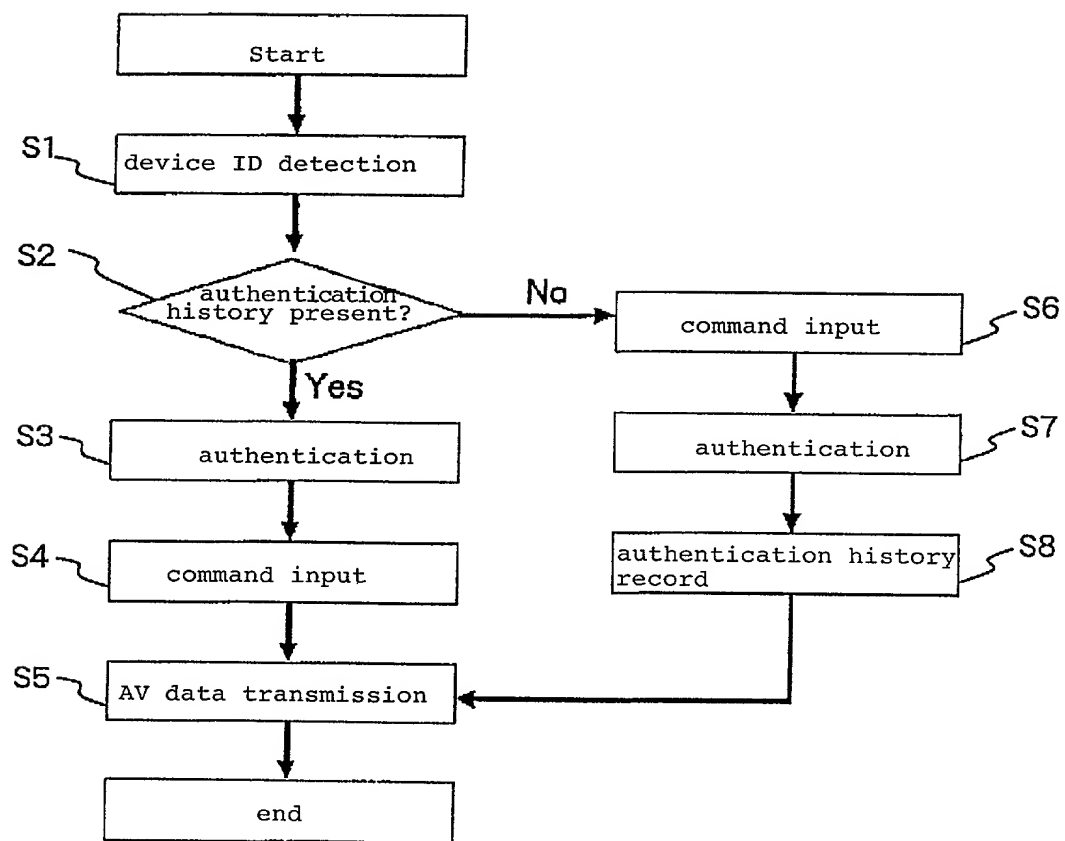 Start
S1
device ID detection
S2
authentication
history present?
No
Yes
S3
authentication
S4
command input
S5
AV data transmission
end
S6
command input
S7
authentication
S8
authentication history
record